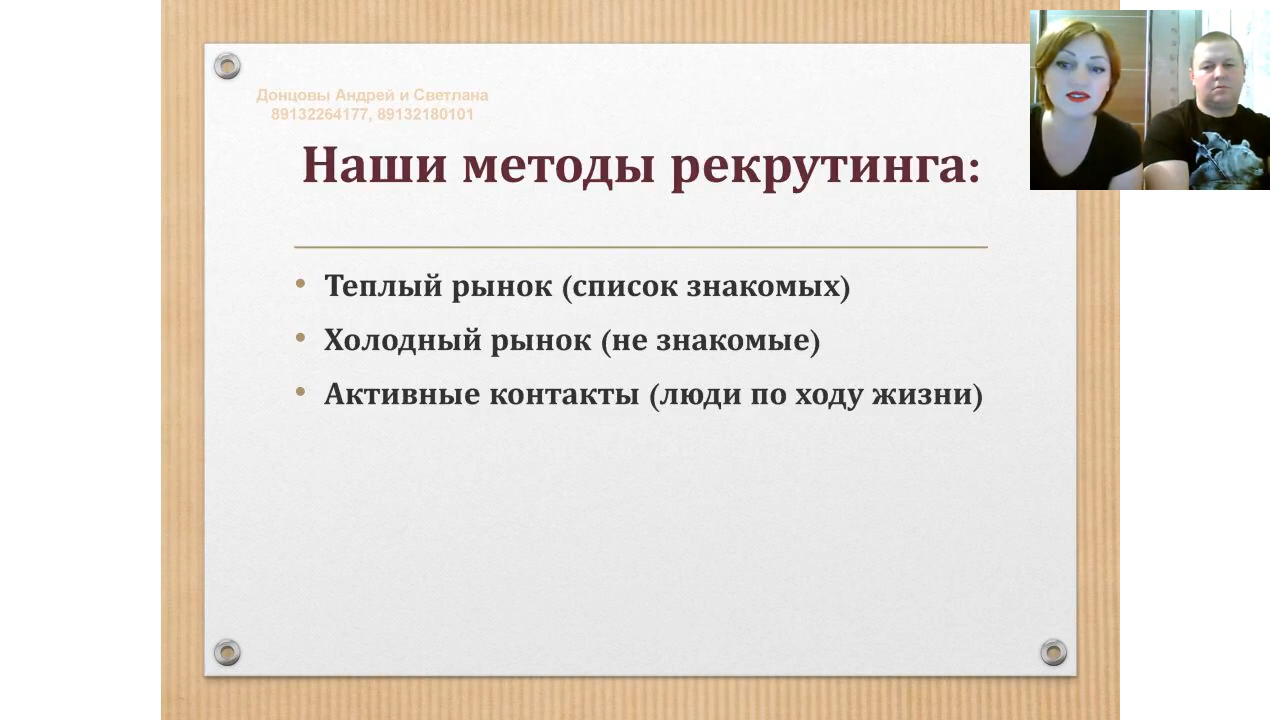 Донцовы Андрей и Светлана
89132264177, 89132180101
Наши методы рекрутинга:
• Теплый рынок (список знакомых)
• Холодный рынок (не знакомые)
• Активные контакты (люди по ходу жизни)